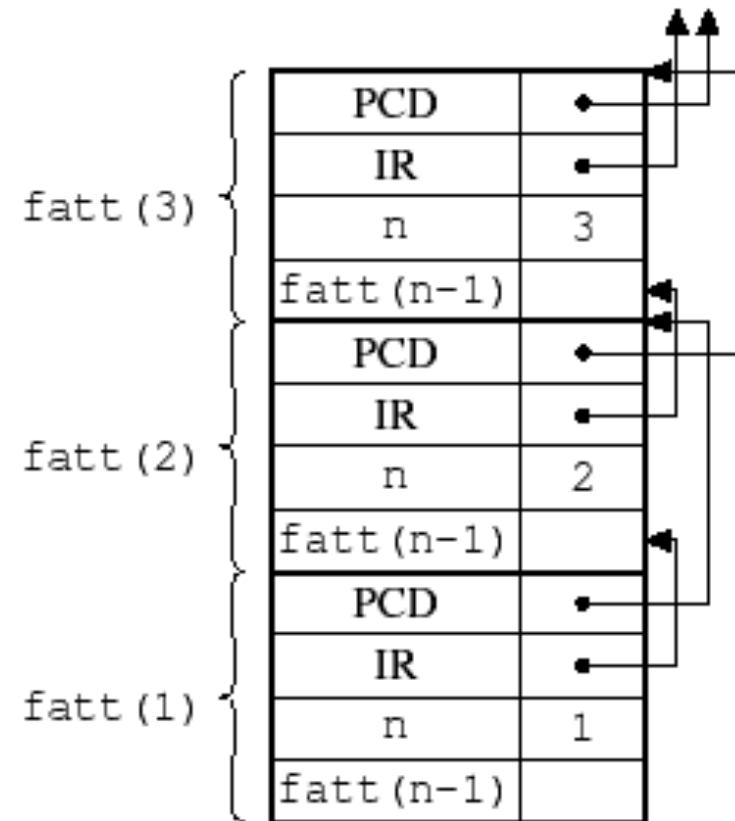 PCD
IR
fatt(3)
n 3
fatt(n-1)
PCD
IR
fatt(2)
n 2
fatt(n-1)
PCD
IR
fatt(1)
n 1
fatt(n-1)